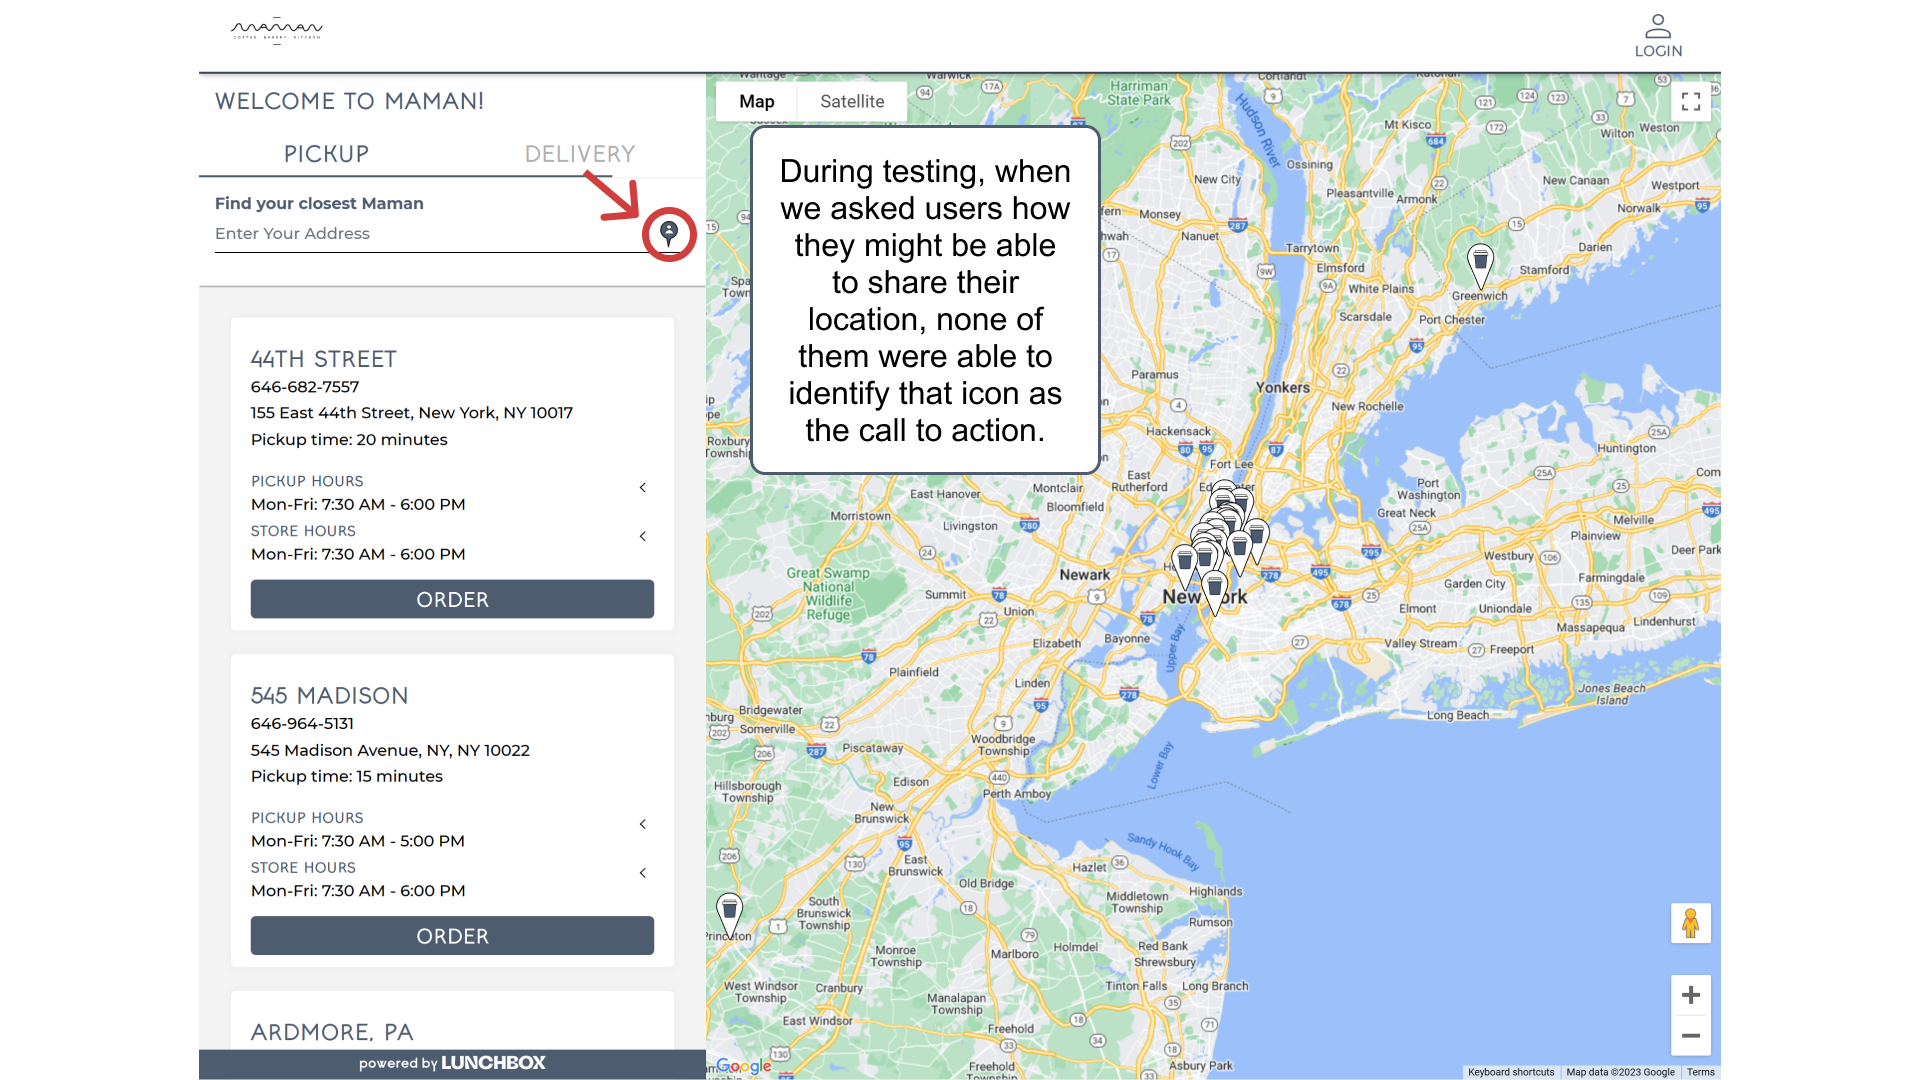 maman
COFFEE. BAKERY. KITCHEN
LOGIN
WELCOME TO MAMAN!
PICKUP
DELIVERY
Find your closest Maman
Enter Your Address
44TH STREET
646-682-7557
155 East 44th Street, New York, NY 10017
Pickup time: 20 minutes
PICKUP HOURS
Mon-Fri: 7:30 AM - 6:00 PM
STORE HOURS
Mon-Fri: 7:30 AM - 6:00 PM
ORDER
545 MADISON
646-964-5131
545 Madison Avenue, NY, NY 10022
Pickup time: 15 minutes
PICKUP HOURS
Mon-Fri: 7:30 AM - 5:00 PM
STORE HOURS
Mon-Fri: 7:30 AM - 6:00 PM
ORDER
ARDMORE, PA
powered by LUNCHBOX
Map
Satellite
During testing, when
we asked users how
they might be able
to share their
location, none of
them were able to
identify that icon as
the call to action.
Warwick
Harriman
State Park
Cortlandt
Hudson River
Mt Kisco
Wilton
Weston
Ossining
New City
Pleasantville
Armonk
New Canaan
Westport
Norwalk
Monsey
Nanuet
Tarrytown
Darien
Elmsford
White Plains
Stamford
Greenwich
Scarsdale
Port Chester
Paramus
Yonkers
New Rochelle
Hackensack
Fort Lee
Huntington
East
Rutherford
Port
Washington
East Hanover
Montclair
Bloomfield
Great Neck
Morristown
Livingston
Melville
Plainview
Deer Park
Westbury
Great Swamp
National
Wildlife
Refuge
Newark
Garden City
Farmingdale
New York
Summit
Union
Elmont
Uniondale
Massapequa
Lindenhurst
Elizabeth
Bayonne
Upper Bay
Valley Stream
Freeport
Plainfield
Linden
Jones Beach
Island
Long Beach
Bridgewater
Somerville
Piscataway
Woodbridge
Township
Lower Bay
Edison
Hillsborough
Township
Perth Amboy
New
Brunswick
Sandy Hook Bay
East
Brunswick
Hazlet
Old Bridge
Highlands
Middletown
Township
South
Brunswick
Township
Rumson
Princeton
Monroe
Township
Marlboro
Holmdel
Red Bank
Shrewsbury
West Windsor
Township
Cranbury
Manalapan
Township
Tinton Falls
Long Branch
East Windsor
Freehold
Freehold
Township
Asbury Park
Google
Keyboard shortcuts
Map data ©2023 Google
Terms